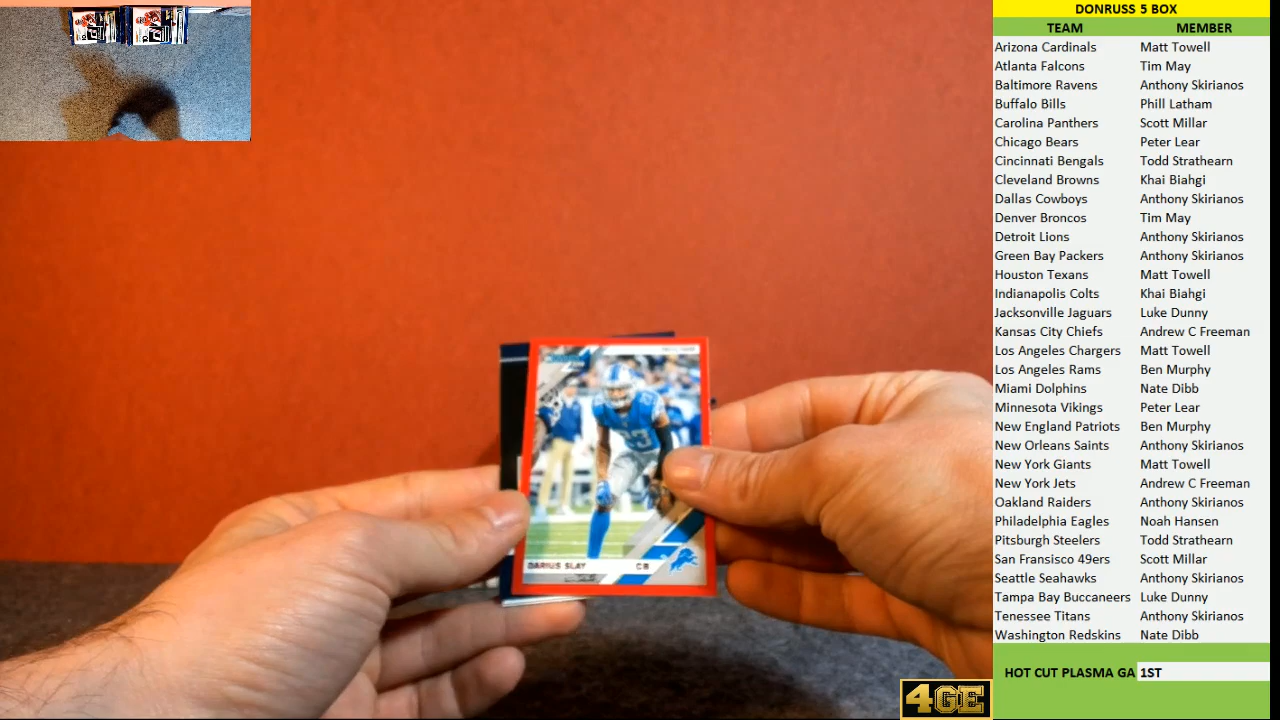 DONRUSS 5 BOX
TEAM MEMBER
Arizona Cardinals Matt Towell
Atlanta Falcons Tim May
Baltimore Ravens Anthony Skirianos
Buffalo Bills Phill Latham
Carolina Panthers Scott Millar
Chicago Bears Peter Lear
Cincinnati Bengals Todd Strathearn
Cleveland Browns Khai Biahgi
Dallas Cowboys Anthony Skirianos
Denver Broncos Tim May
Detroit Lions Anthony Skirianos
Green Bay Packers Anthony Skirianos
Houston Texans Matt Towell
Indianapolis Colts Khai Biahgi
Jacksonville Jaguars Luke Dunny
Kansas City Chiefs Andrew C Freeman
Los Angeles Chargers Matt Towell
Los Angeles Rams Ben Murphy
Miami Dolphins Nate Dibb
Minnesota Vikings Peter Lear
New England Patriots Ben Murphy
New Orleans Saints Anthony Skirianos
New York Giants Matt Towell
New York Jets Andrew C Freeman
Oakland Raiders Anthony Skirianos
Philadelphia Eagles Noah Hansen
Pitsburgh Steelers Todd Strathearn
San Fransisco 49ers Scott Millar
Seattle Seahawks Anthony Skirianos
Tampa Bay Buccaneers Luke Dunny
Tenessee Titans Anthony Skirianos
Washington Redskins Nate Dibb
HOT CUT PLASMA GA 1ST
4GE
DARIUS SLAY CB
23